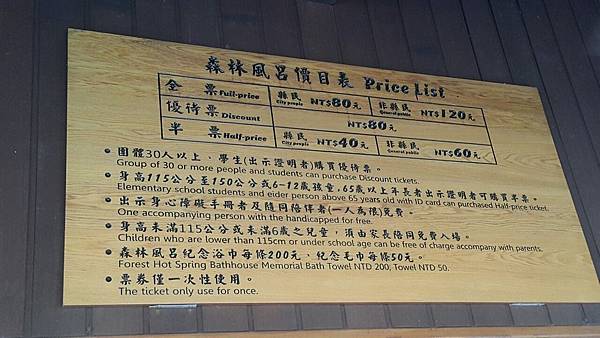 森林風呂價目表 Price List
全票 Full-price 縣民 City people NT$80元 非縣民 General public NT$120元
優待票 Discount NT$80元
半票 Half-price 縣民 City people NT$40元 非縣民 General public NT$60元
• 團體30人以上、學生(出示證明者)購買優待票。
Group of 30 or more people and students can purchase Discount tickets.
• 身高115公分至150公分或6-12歲孩童,65歲以上年長者出示證明者可購買半票。
Elementary school students and eider person above 65 years old with ID card can purchased Half-price ticket.
• 出示身心障礙手冊者及隨同陪伴者(一人為限)免費。
One accompanying person with the handicapped for free.
• 身高未滿115公分或未滿6歲之兒童,須由家長陪同免費入場。
Children who are lower than 115cm or under school age can be free of charge accompany with parents.
• 森林風呂紀念浴巾每條200元,紀念毛巾每條50元。
Forest Hot Spring Bathhouse Memorial Bath Towel NTD 200, Towel NTD 50.
• 票券僅一次性使用。
The ticket only use for once.